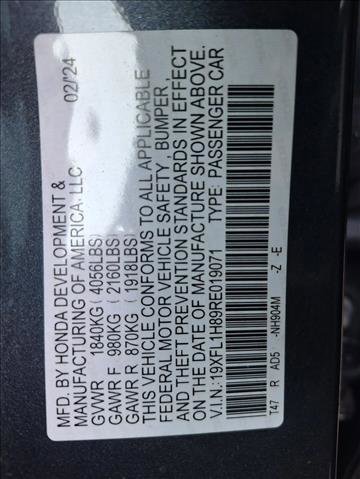 MFD. BY HONDA DEVELOPMENT &
MANUFACTURING OF AMERICA, LLC 02/'24
GVWR 1840KG ( 4056LBS)
GAWR F 980KG ( 2160LBS)
GAWR R 870KG ( 1918LBS)
THIS VEHICLE CONFORMS TO ALL APPLICABLE
FEDERAL MOTOR VEHICLE SAFETY, BUMPER,
AND THEFT PREVENTION STANDARDS IN EFFECT
ON THE DATE OF MANUFACTURE SHOWN ABOVE.
V.I.N.: 19XFL1H89RE019071 TYPE: PASSENGER CAR
T47 R AD5 -NH904M -Z -E